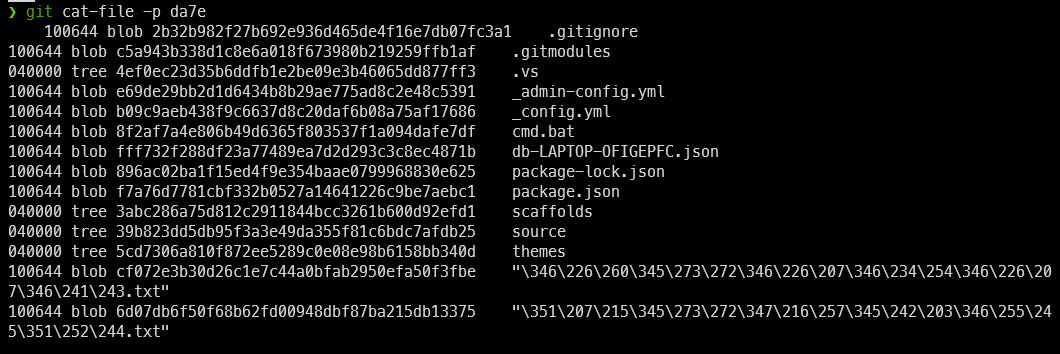 ❯ git cat-file -p da7e
100644 blob 2b32b982f27b692e936d465de4f16e7db07fc3a1    .gitignore
100644 blob c5a943b338d1c8e6a018f673980b219259ffb1af    .gitmodules
040000 tree 4ef0ec23d35b6ddfb1e2be09e3b46065dd877ff3    .vs
100644 blob e69de29bb2d1d6434b8b29ae775ad8c2e48c5391    _admin-config.yml
100644 blob b09c9aeb438f9c6637d8c20daf6b08a75af17686    _config.yml
100644 blob 8f2af7a4e806b49d6365f803537f1a094dafe7df    cmd.bat
100644 blob fff732f288df23a77489ea7d2d293c3c8ec4871b    db-LAPTOP-OFIGEPFC.json
100644 blob 896ac02ba1f15ed4f9e354baae0799968830e625    package-lock.json
100644 blob f7a76d7781cbf332b0527a14641226c9be7aebc1    package.json
040000 tree 3abc286a75d812c2911844bcc3261b600d92efd1    scaffolds
040000 tree 39b823dd5db95f3a3e49da355f81c6bdc7afdb25    source
040000 tree 5cd7306a810f872ee5289c0e08e98b6158bb340d    themes
100644 blob cf072e3b30d26c1e7c44a0bfab2950efa50f3fbe    "\346\226\260\345\273\272\346\226\207\346\234\254\346\226\20
7\346\241\243.txt"
100644 blob 6d07db6f50f68b62fd00948dbf87ba215db13375    "\351\207\215\345\273\272\347\216\257\345\242\203\346\255\24
5\351\252\244.txt"